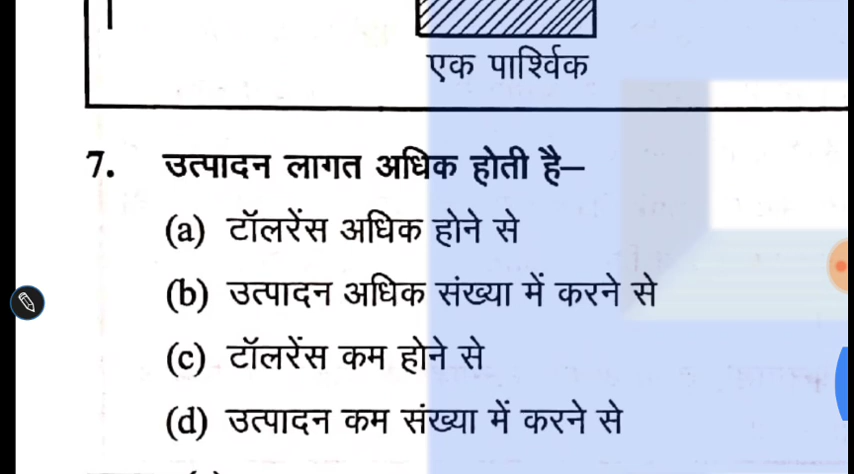 एक पार्श्विक
7. उत्पादन लागत अधिक होती है–
(a) टॉलरेंस अधिक होने से
(b) उत्पादन अधिक संख्या में करने से
(c) टॉलरेंस कम होने से
(d) उत्पादन कम संख्या में करने से